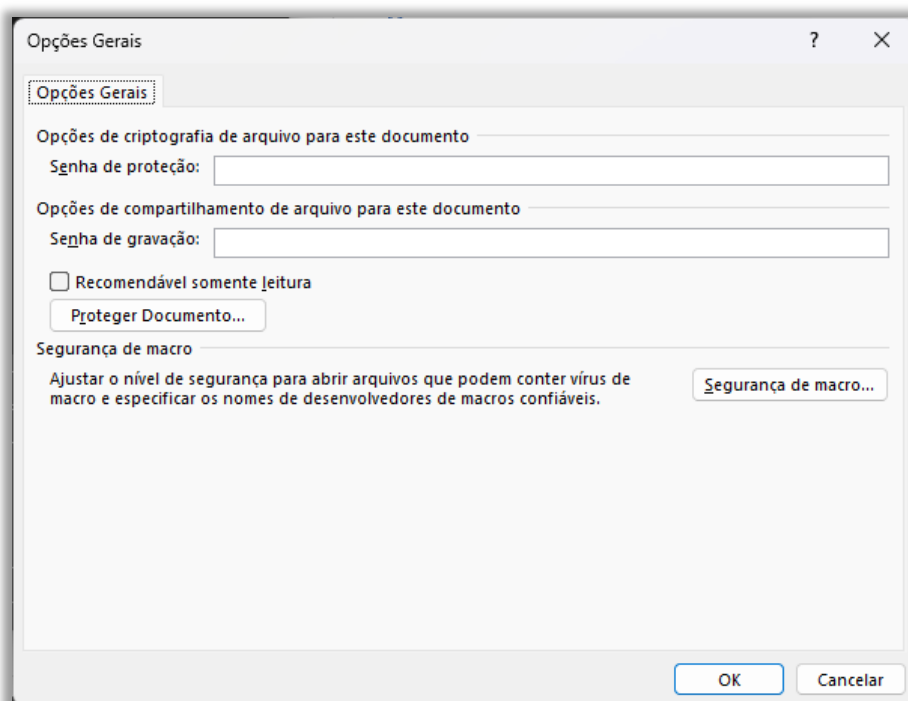 Opções Gerais
?
Opções Gerais
Opções de criptografia de arquivo para este documento
Senha de proteção:
Opções de compartilhamento de arquivo para este documento
Senha de gravação:
Recomendável somente leitura
Proteger Documento...
Segurança de macro
Ajustar o nível de segurança para abrir arquivos que podem conter vírus de
macro e especificar os nomes de desenvolvedores de macros confiáveis.
Segurança de macro...
OK
Cancelar